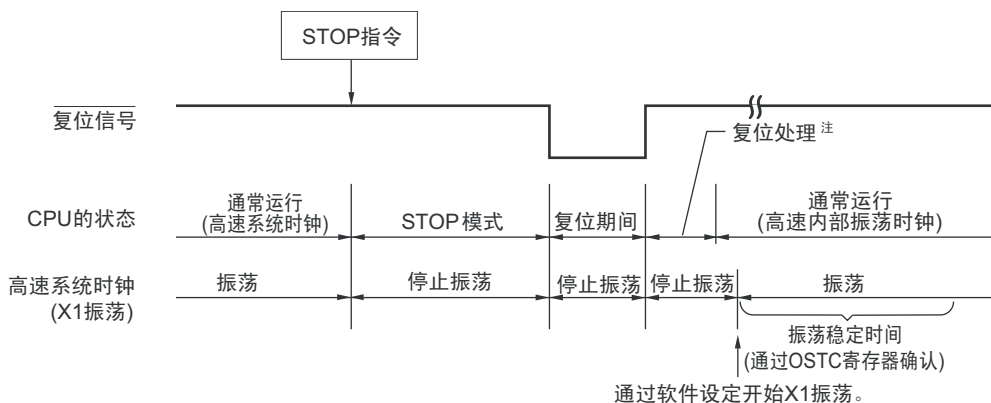 STOP指令
复位信号
复位处理注
CPU的状态
通常运行
(高速系统时钟)
STOP模式
复位期间
通常运行
(高速内部振荡时钟)
高速系统时钟
(X1振荡)
振荡
停止振荡
停止振荡
停止振荡
振荡
振荡稳定时间
(通过OSTC寄存器确认)
通过软件设定开始X1振荡。